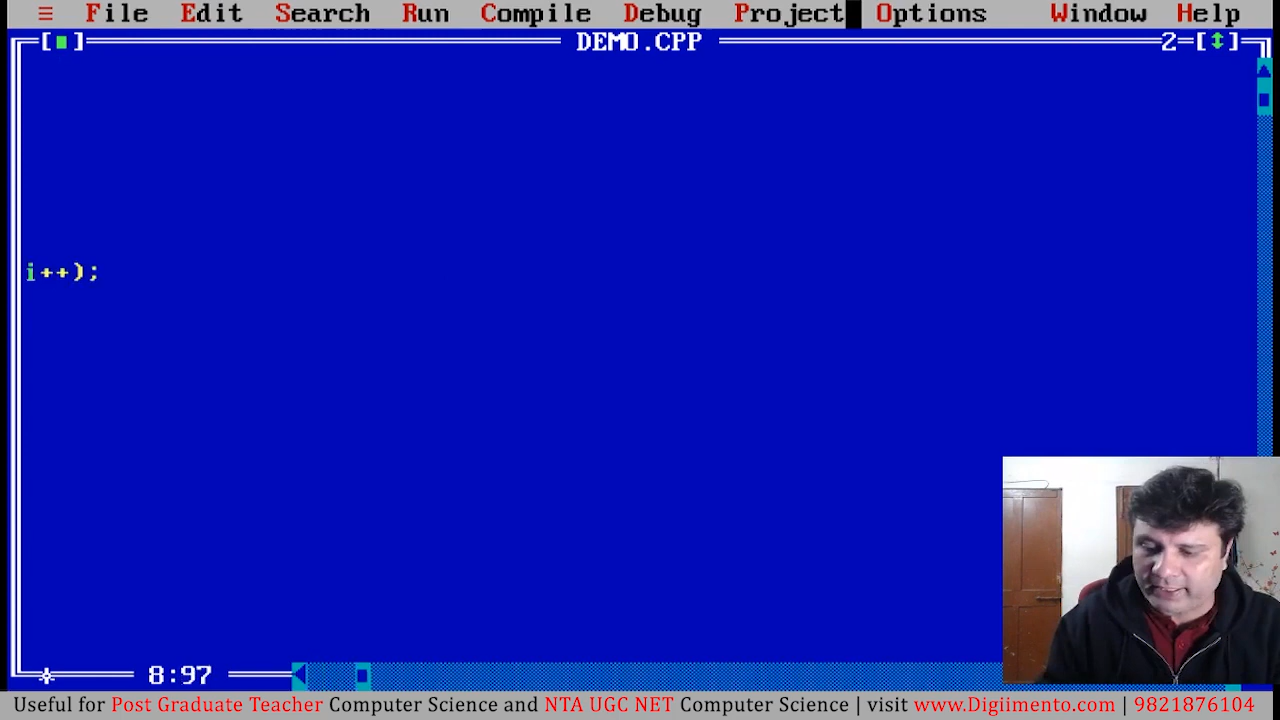 ≡ File Edit Search Run Compile Debug Project Options Window Help
[■] DEMO.CPP 2=[↕]
i++);
8:97
Useful for Post Graduate Teacher Computer Science and NTA UGC NET Computer Science | visit www.Digiimento.com | 9821876104